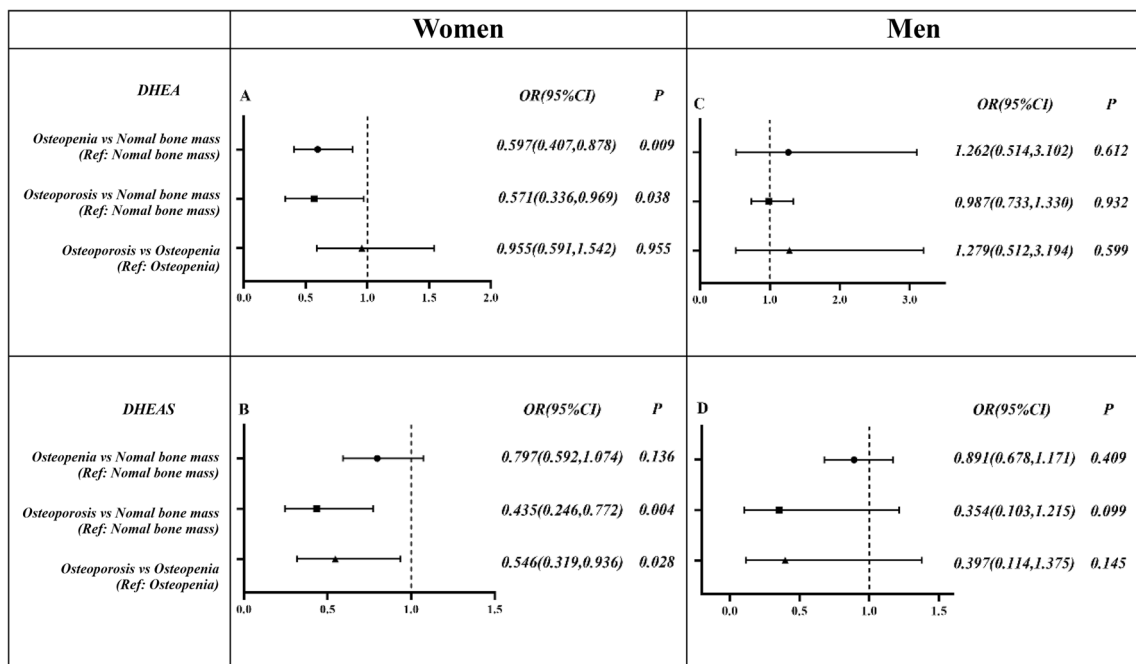 Women
Men
DHEA
A
OR(95%CI) P
C
OR(95%CI) P
Osteopenia vs Nomal bone mass
(Ref: Nomal bone mass)
0.597(0.407,0.878) 0.009
1.262(0.514,3.102) 0.612
Osteoporosis vs Nomal bone mass
(Ref: Nomal bone mass)
0.571(0.336,0.969) 0.038
0.987(0.733,1.330) 0.932
Osteoporosis vs Osteopenia
(Ref: Osteopenia)
0.955(0.591,1.542) 0.955
1.279(0.512,3.194) 0.599
0.0 0.5 1.0 1.5 2.0
0.0 1.0 2.0 3.0
DHEAS
B
OR(95%CI) P
D
OR(95%CI) P
Osteopenia vs Nomal bone mass
(Ref: Nomal bone mass)
0.797(0.592,1.074) 0.136
0.891(0.678,1.171) 0.409
Osteoporosis vs Nomal bone mass
(Ref: Nomal bone mass)
0.435(0.246,0.772) 0.004
0.354(0.103,1.215) 0.099
Osteoporosis vs Osteopenia
(Ref: Osteopenia)
0.546(0.319,0.936) 0.028
0.397(0.114,1.375) 0.145
0.0 0.5 1.0 1.5
0.0 0.5 1.0 1.5